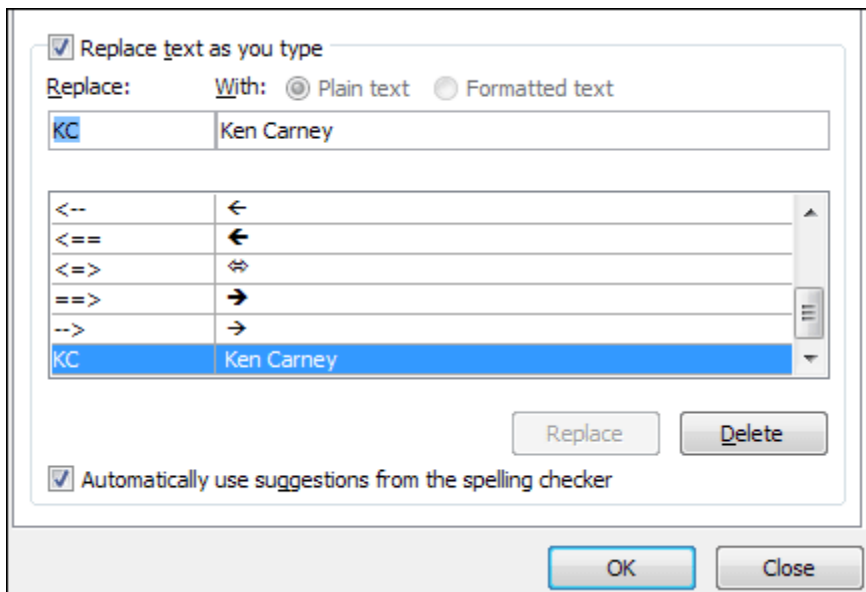 Replace text as you type
Replace: With: Plain text Formatted text
KC Ken Carney
<-- ←
<== 🡸
<=> ⇔
==> 🡺
--> →
KC Ken Carney
Replace Delete
Automatically use suggestions from the spelling checker
OK Close